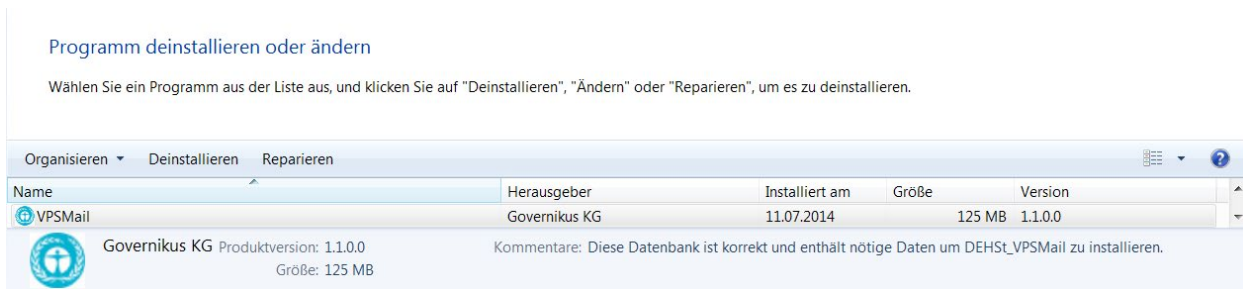 Programm deinstallieren oder ändern
Wählen Sie ein Programm aus der Liste aus, und klicken Sie auf "Deinstallieren", "Ändern" oder "Reparieren", um es zu deinstallieren.
Organisieren Deinstallieren Reparieren
Name Herausgeber Installiert am Größe Version
VPSMail Governikus KG 11.07.2014 125 MB 1.1.0.0
Governikus KG Produktversion: 1.1.0.0 Kommentare: Diese Datenbank ist korrekt und enthält nötige Daten um DEHSt_VPSMail zu installieren.
Größe: 125 MB